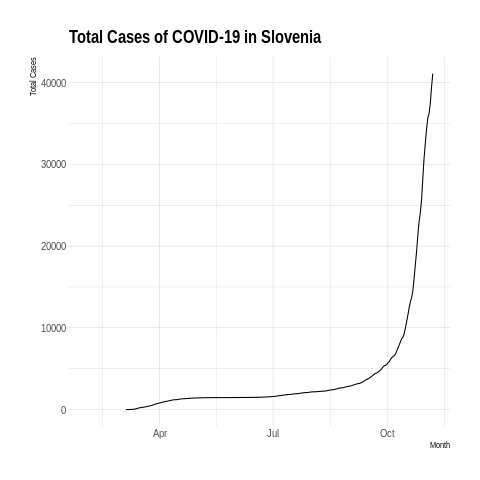 Total Cases of COVID-19 in Slovenia
Total Cases
40000
30000
20000
10000
0
Apr Jul Oct
Month